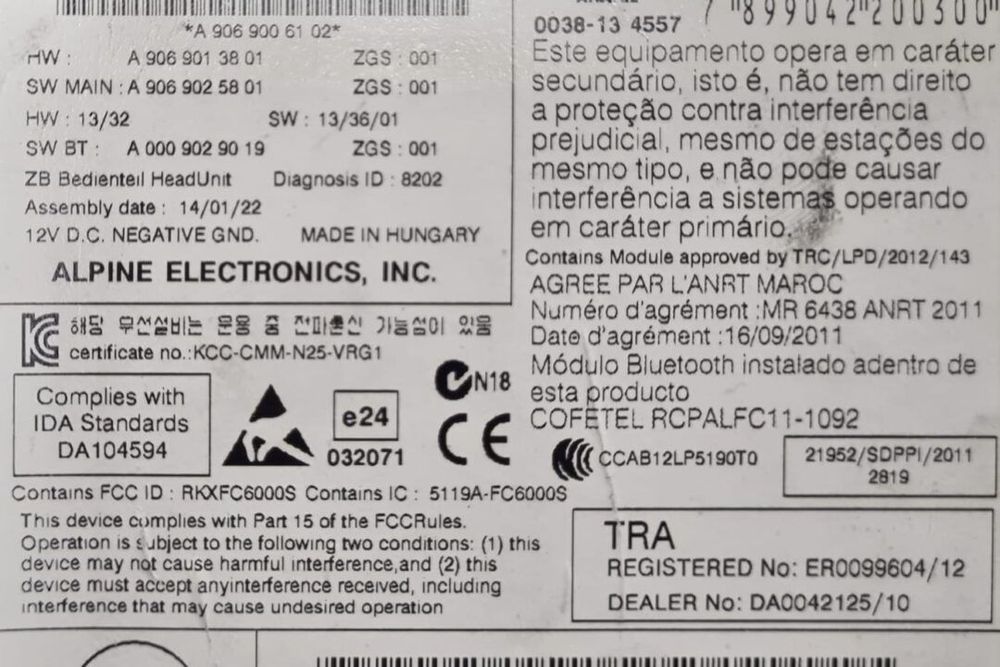 *A 906 900 61 02*
HW : A 906 901 38 01 ZGS : 001
SW MAIN : A 906 902 58 01 ZGS : 001
HW : 13/32 SW : 13/36/01
SW BT : A 000 902 90 19 ZGS : 001
ZB Bedienteil HeadUnit Diagnosis ID : 8202
Assembly date : 14/01/22
12V D.C. NEGATIVE GND. MADE IN HUNGARY
ALPINE ELECTRONICS, INC.
해당 무선설비는 운용 중 전파혼신 가능성이 있음
certificate no.:KCC-CMM-N25-VRG1
Complies with
IDA Standards
DA104594
e24
032071
N18
CE
Contains FCC ID : RKXFC6000S Contains IC : 5119A-FC6000S
This device complies with Part 15 of the FCCRules.
Operation is subject to the following two conditions: (1) this
device may not cause harmful interference,and (2) this
device must accept anyinterference received, including
interference that may cause undesired operation
7 899042 200300
0038-13 4557
Este equipamento opera em caráter
secundário, isto é, não tem direito
a proteção contra interferência
prejudicial, mesmo de estações do
mesmo tipo, e não pode causar
interferência a sistemas operando
em caráter primário.
Contains Module approved by TRC/LPD/2012/143
AGREE PAR L'ANRT MAROC
Numéro d'agrément :MR 6438 ANRT 2011
Date d'agrément :16/09/2011
Módulo Bluetooth instalado adentro de
esta producto
COFETEL RCPALFC11-1092
CCAB12LP5190T0
21952/SDPPI/2011
2819
TRA
REGISTERED No: ER0099604/12
DEALER No: DA0042125/10